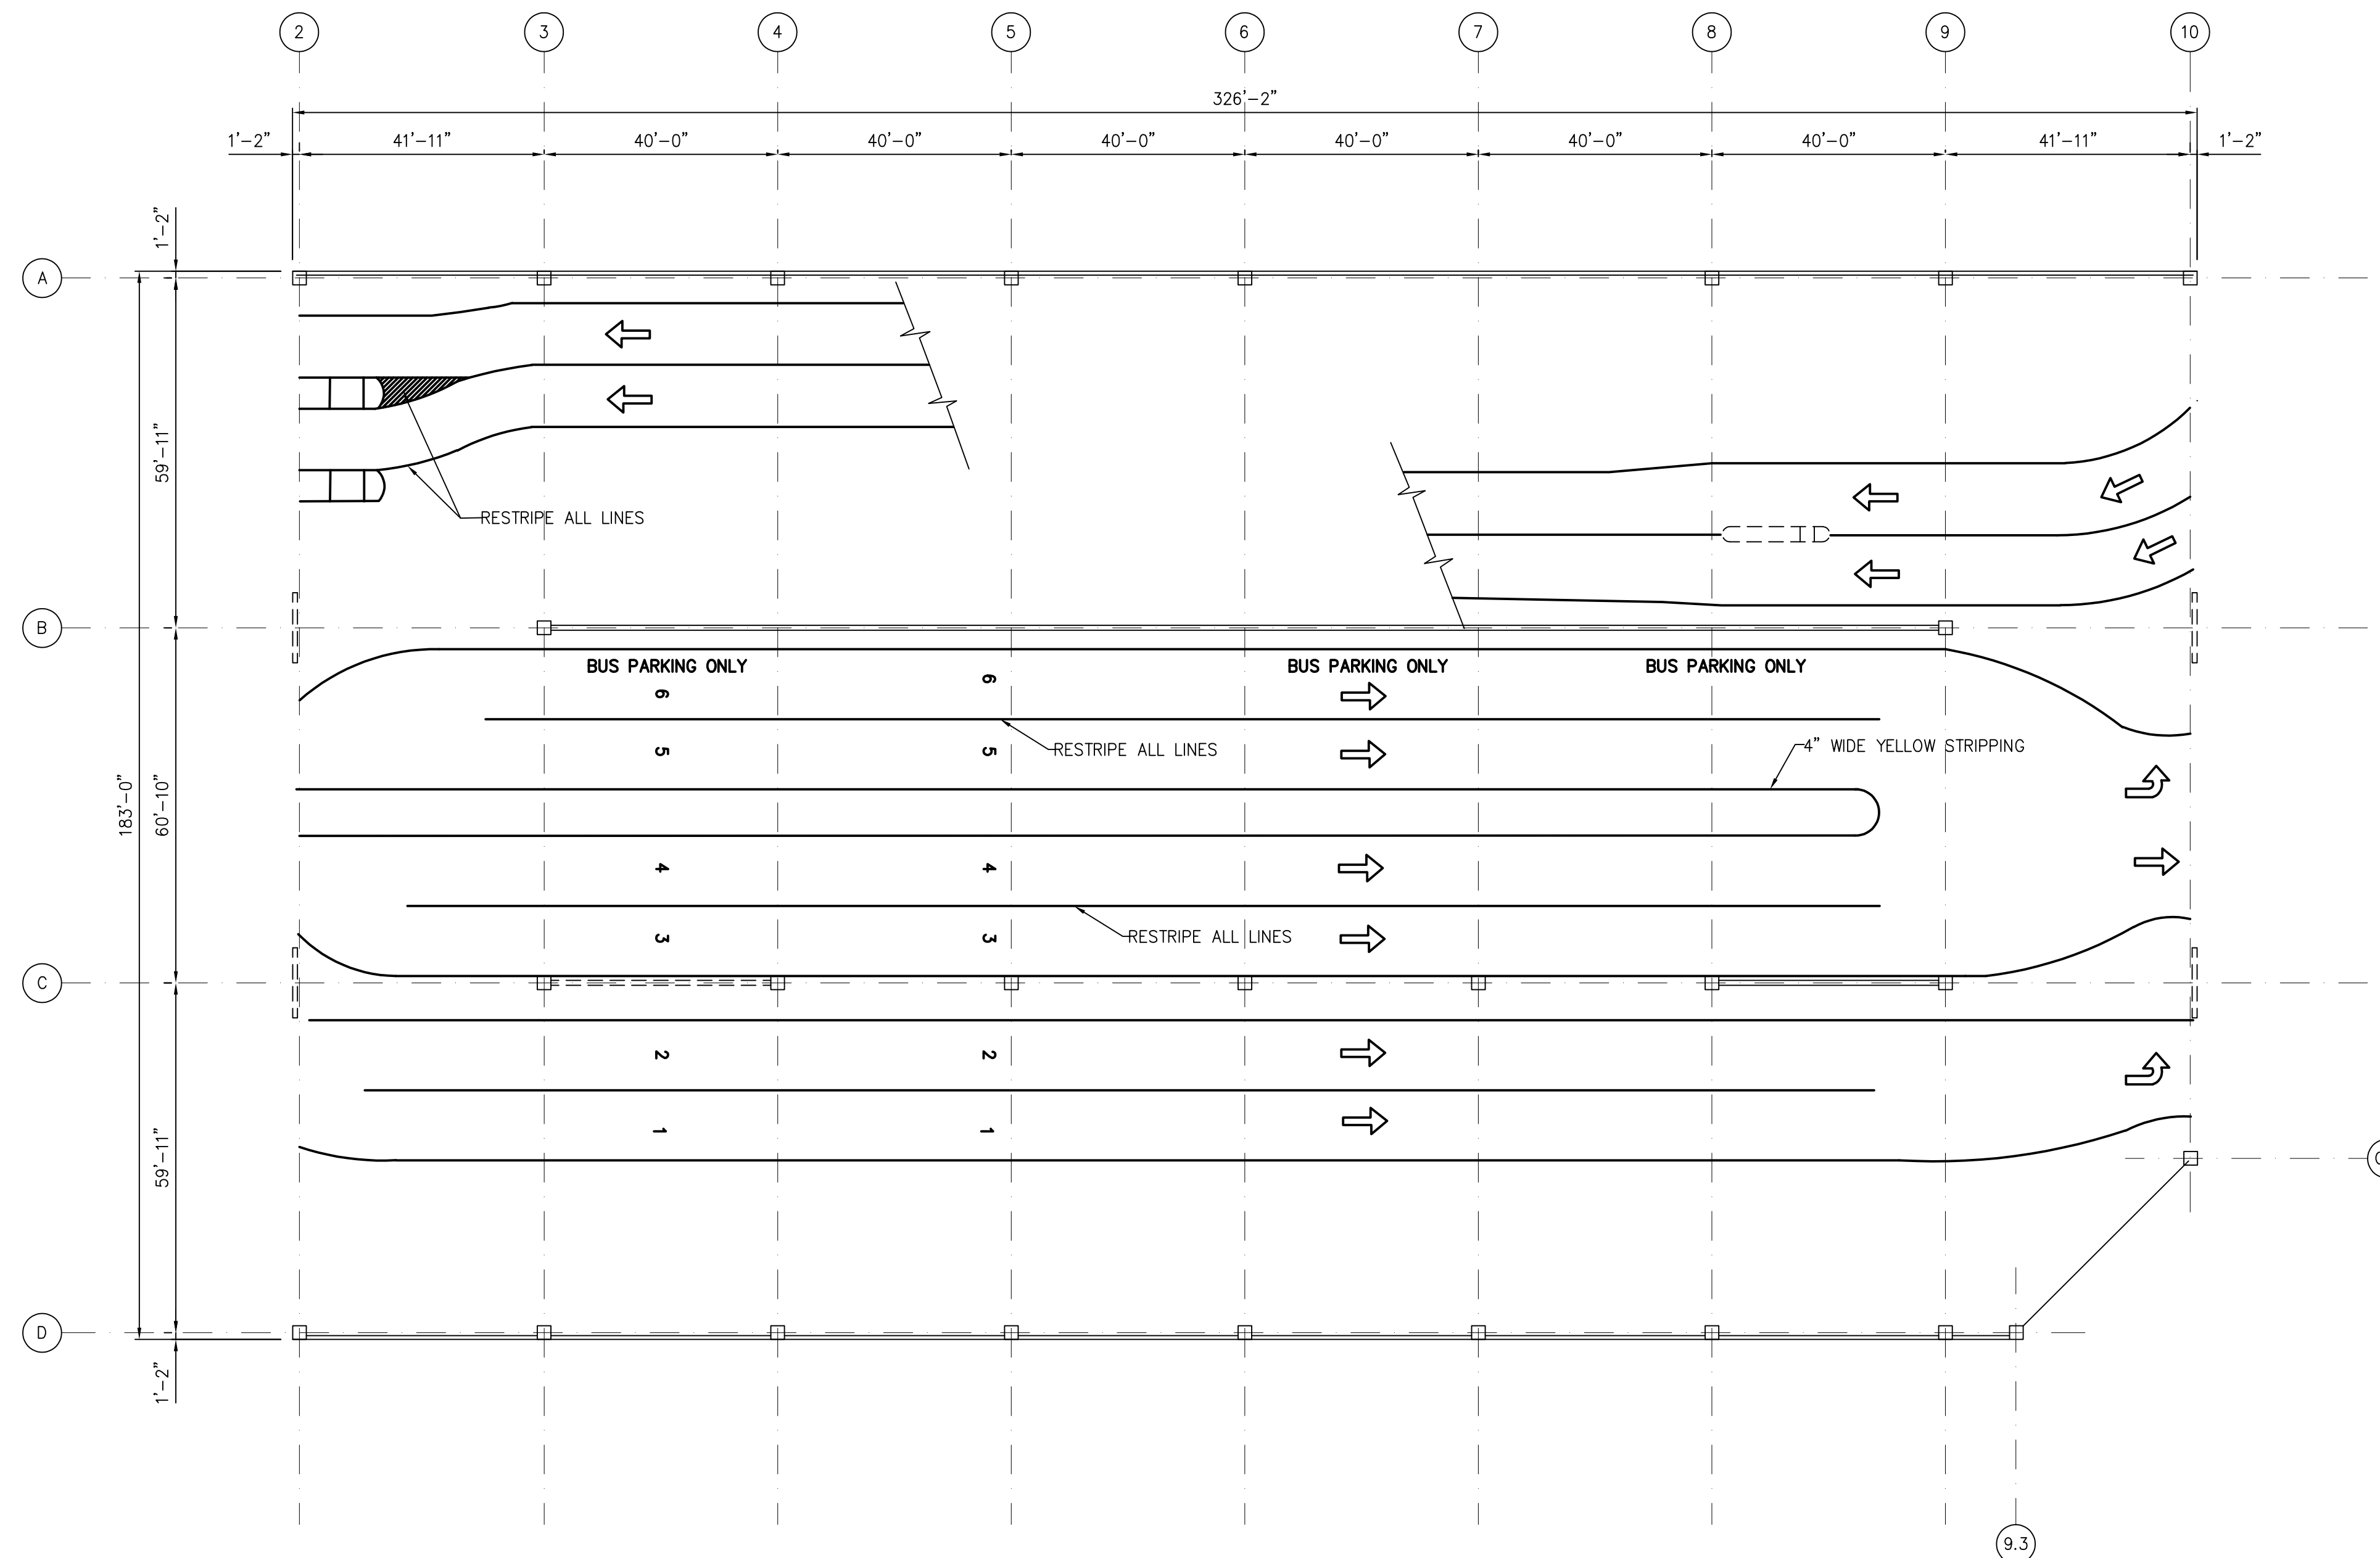 2 3 4 5 6 7 8 9 10
326'-2"
1'-2" 41'-11" 40'-0" 40'-0" 40'-0" 40'-0" 40'-0" 40'-0" 41'-11" 1'-2"
1'-2"
A
59'-11"
RESTRIPE ALL LINES
B
BUS PARKING ONLY BUS PARKING ONLY BUS PARKING ONLY
6 6
5 5
RESTRIPE ALL LINES
4" WIDE YELLOW STRIPPING
183'-0"
60'-10"
4 4
3 3
RESTRIPE ALL LINES
C
2 2
1 1
59'-11"
D
1'-2"
9.3